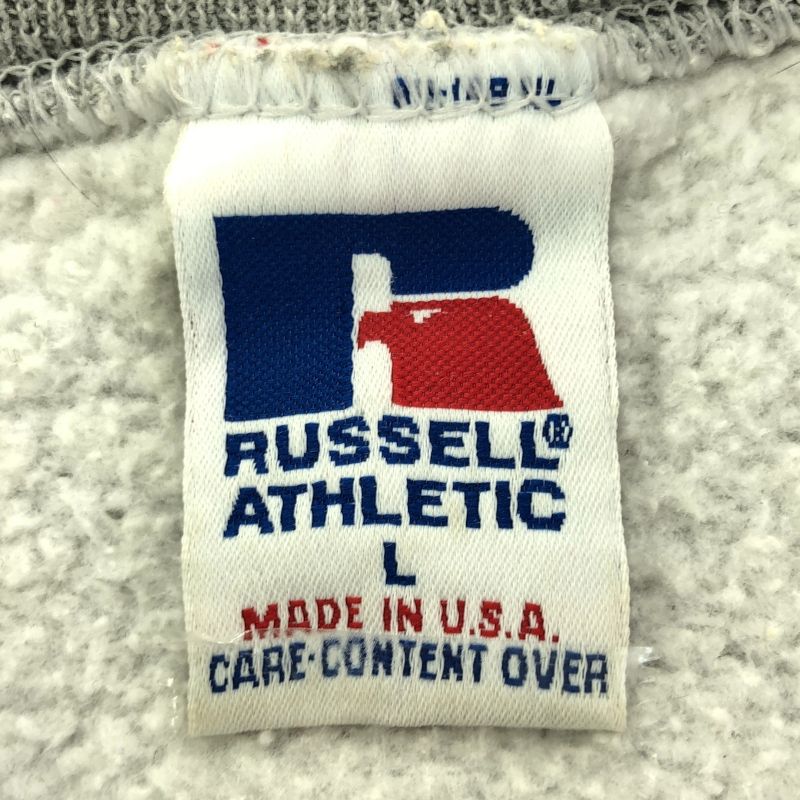 RUSSELL®
ATHLETIC
L
MADE IN U.S.A.
CARE-CONTENT OVER